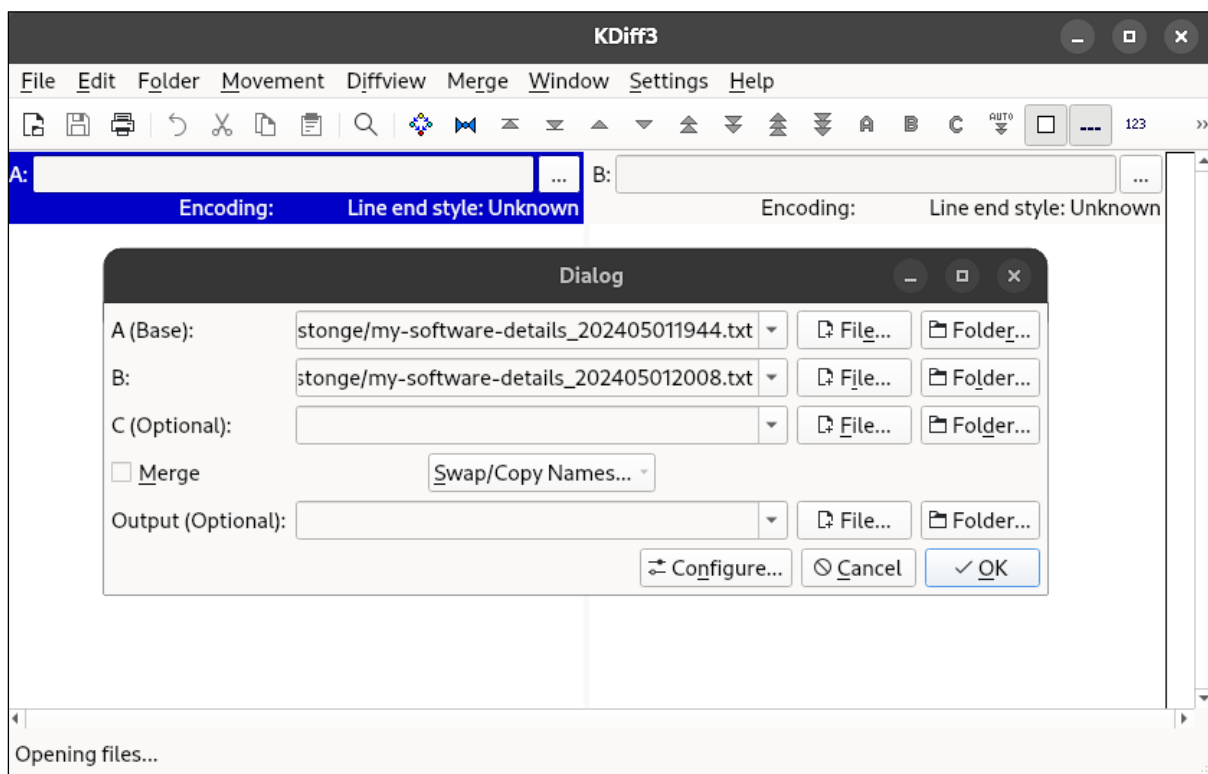 KDiff3
File Edit Folder Movement Diffview Merge Window Settings Help
A B C AUTO 123 »
A: ... B: ...
Encoding: Line end style: Unknown Encoding: Line end style: Unknown
Dialog
A (Base): stonge/my-software-details_202405011944.txt File... Folder...
B: stonge/my-software-details_202405012008.txt File... Folder...
C (Optional): File... Folder...
Merge Swap/Copy Names...
Output (Optional): File... Folder...
Configure... Cancel OK
Opening files...